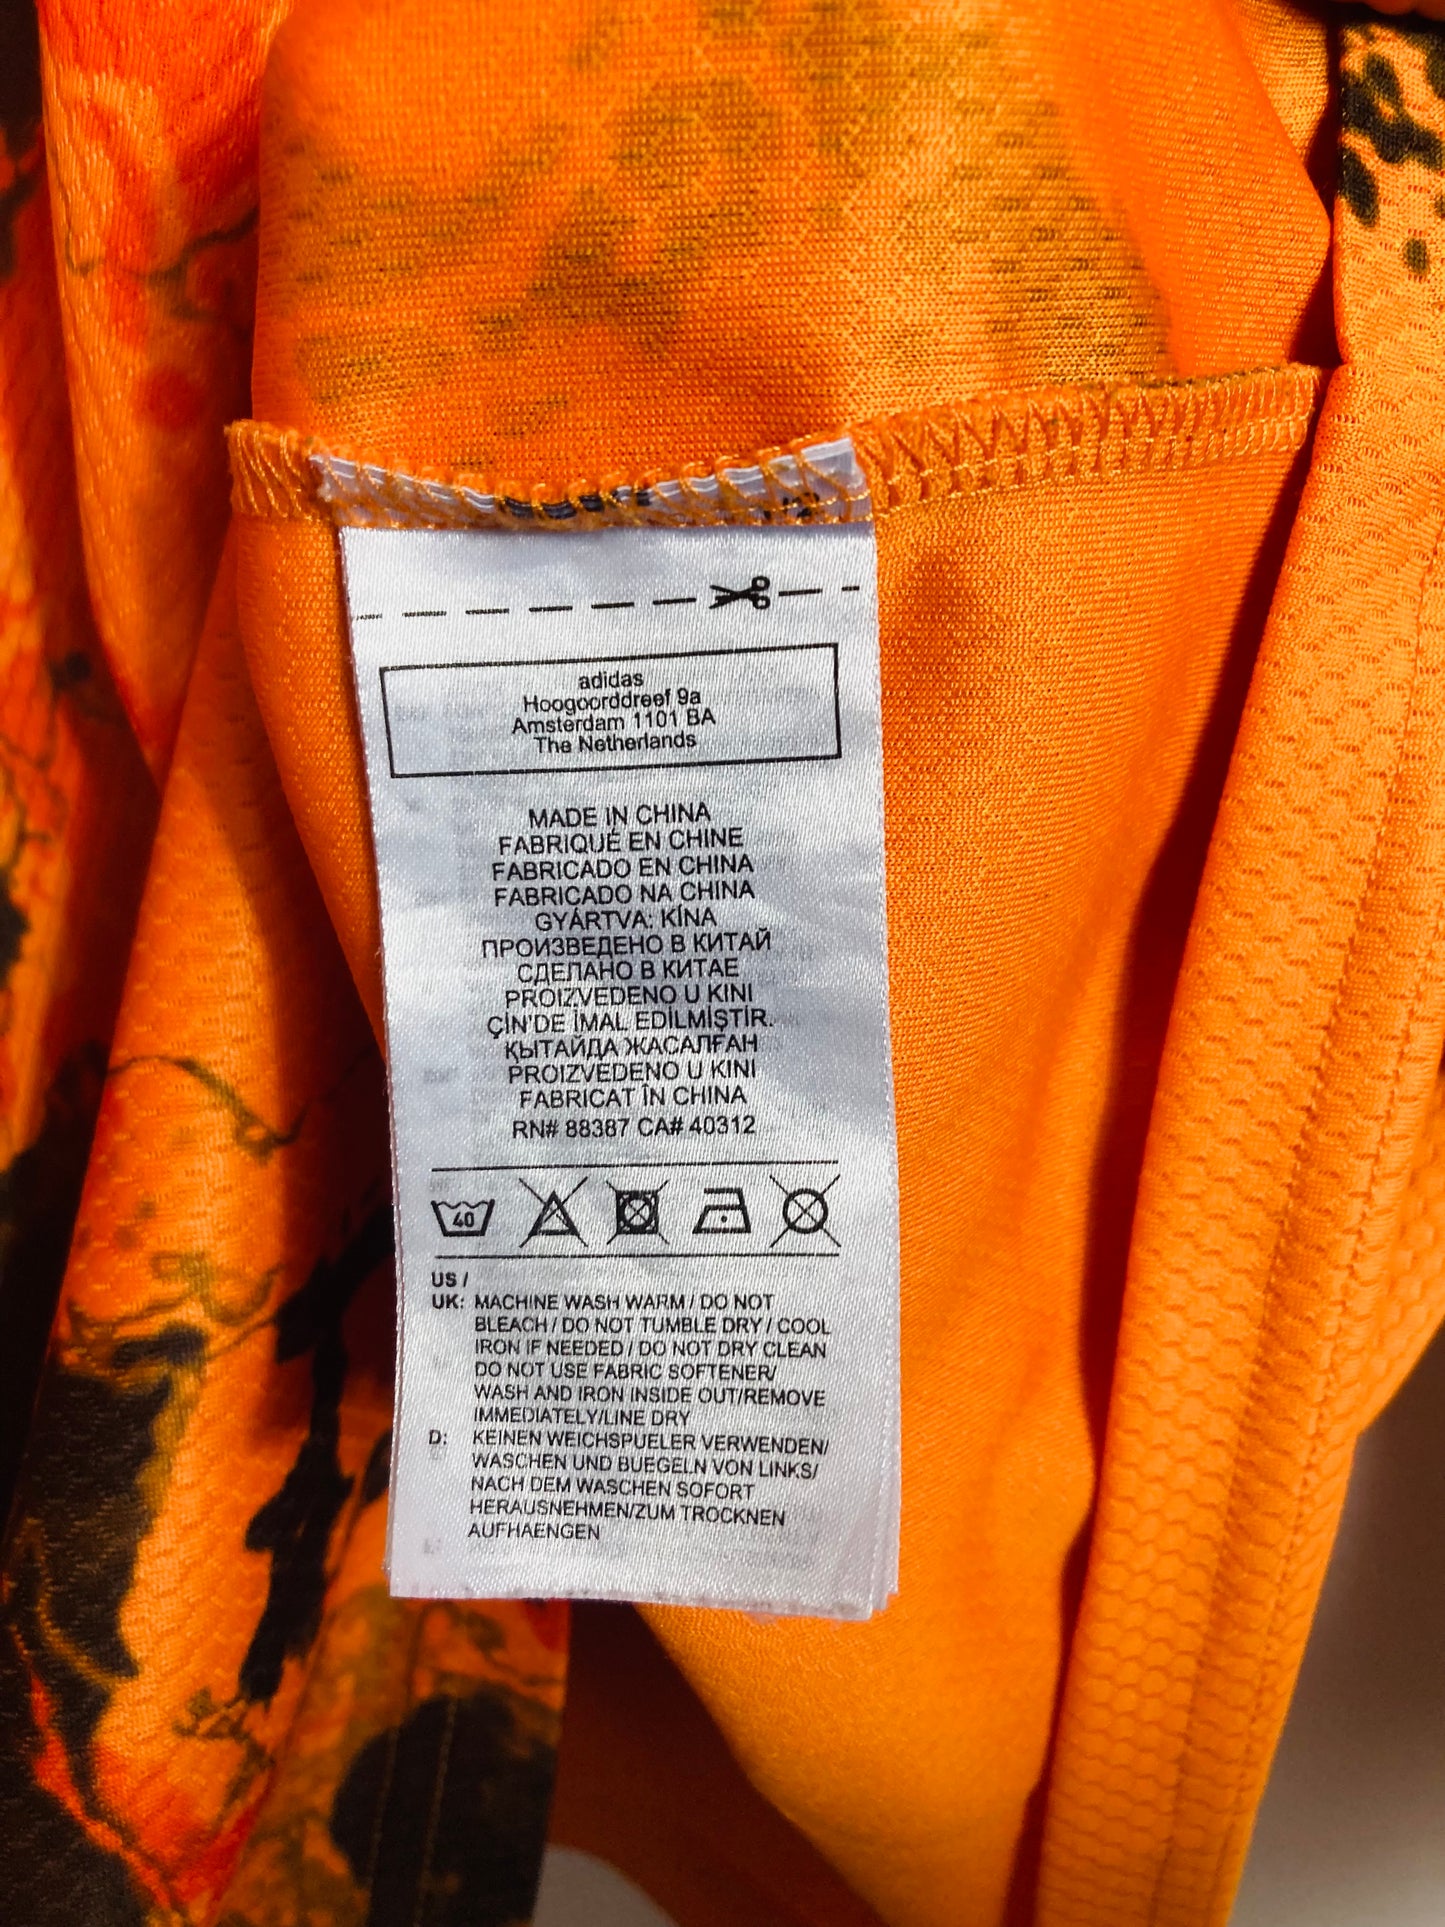 adidas
Hoogoorddreef 9a
Amsterdam 1101 BA
The Netherlands
MADE IN CHINA
FABRIQUÉ EN CHINE
FABRICADO EN CHINA
FABRICADO NA CHINA
GYÁRTVA: KÍNA
ПРОИЗВЕДЕНО В КИТАЙ
СДЕЛАНО В КИТАЕ
PROIZVEDENO U KINI
ÇİN'DE İMAL EDİLMİŞTİR.
ҚЫТАЙДА ЖАСАЛҒАН
PROIZVEDENO U KINI
FABRICAT ÎN CHINA
RN# 88387 CA# 40312
40
US /
UK: MACHINE WASH WARM / DO NOT
BLEACH / DO NOT TUMBLE DRY / COOL
IRON IF NEEDED / DO NOT DRY CLEAN
DO NOT USE FABRIC SOFTENER/
WASH AND IRON INSIDE OUT/REMOVE
IMMEDIATELY/LINE DRY
D: KEINEN WEICHSPUELER VERWENDEN/
WASCHEN UND BUEGELN VON LINKS/
NACH DEM WASCHEN SOFORT
HERAUSNEHMEN/ZUM TROCKNEN
AUFHAENGEN